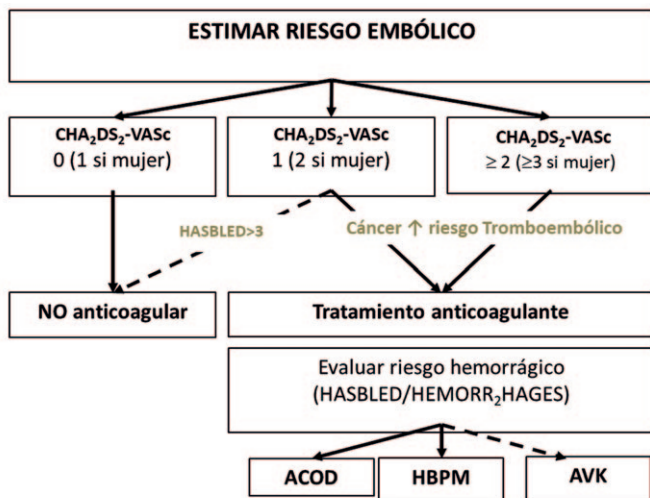 ESTIMAR RIESGO EMBÓLICO
CHA₂DS₂-VASc
0 (1 si mujer)
CHA₂DS₂-VASc
1 (2 si mujer)
CHA₂DS₂-VASc
≥ 2 (≥3 si mujer)
HASBLED>3
Cáncer ↑ riesgo Tromboembólico
NO anticoagular
Tratamiento anticoagulante
Evaluar riesgo hemorrágico
(HASBLED/HEMORR₂HAGES)
ACOD
HBPM
AVK